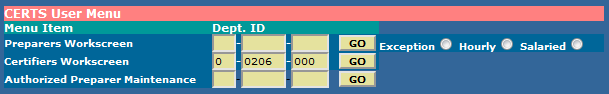 CERTS User Menu
Menu Item Dept. ID
Preparers Workscreen - - GO Exception Hourly Salaried
Certifiers Workscreen 0 - 0206 - 000 GO
Authorized Preparer Maintenance - - GO